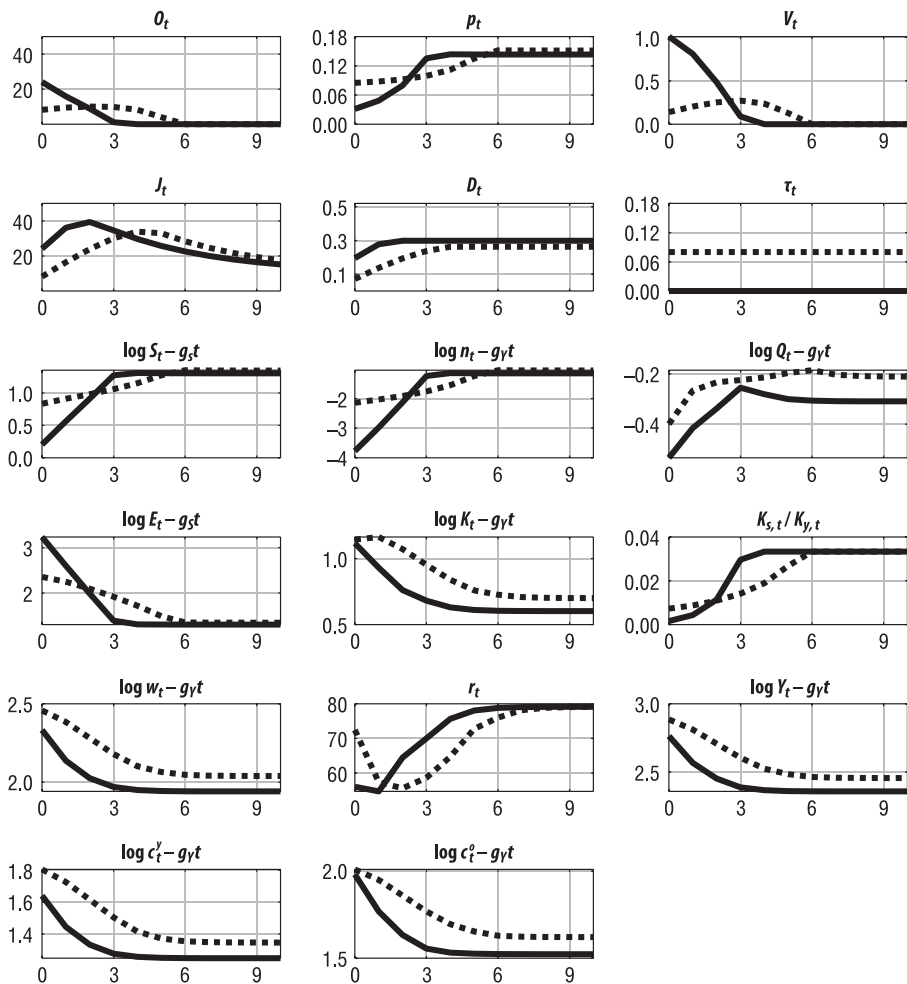 O_t
40
20
0 3 6 9
p_t
0.18
0.12
0.06
0.00
0 3 6 9
V_t
1.0
0.5
0.0
0 3 6 9
J_t
40
20
0 3 6 9
D_t
0.5
0.3
0.1
0 3 6 9
τ_t
0.18
0.12
0.06
0.00
0 3 6 9
log S_t – g_S t
1.0
0.5
0.0
0 3 6 9
log n_t – g_Y t
–2
–3
–4
0 3 6 9
log Q_t – g_Y t
–0.2
–0.4
0 3 6 9
log E_t – g_S t
3
2
0 3 6 9
log K_t – g_Y t
1.0
0.5
0 3 6 9
K_{s,t} / K_{y,t}
0.04
0.02
0.00
0 3 6 9
log w_t – g_Y t
2.5
2.0
0 3 6 9
r_t
80
70
60
0 3 6 9
log Y_t – g_Y t
3.0
2.5
0 3 6 9
log c_t^y – g_Y t
1.8
1.6
1.4
0 3 6 9
log c_t^o – g_Y t
2.0
1.5
0 3 6 9